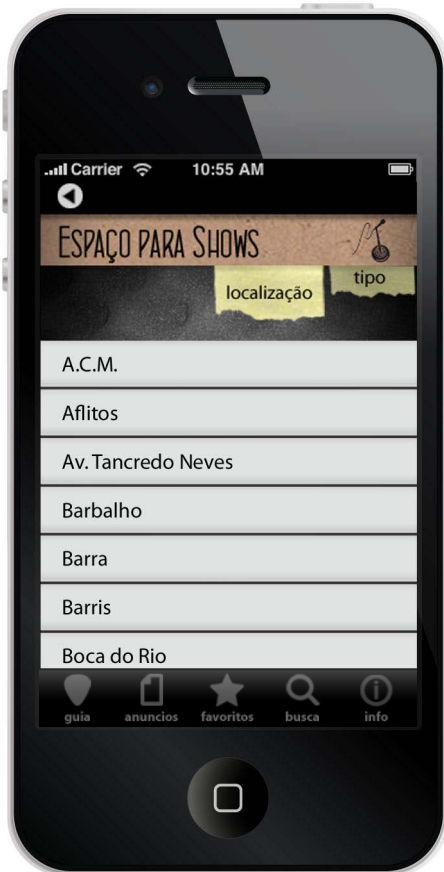 Carrier 10:55 AM
ESPAÇO PARA SHOWS
localização tipo
A.C.M.
Aflitos
Av. Tancredo Neves
Barbalho
Barra
Barris
Boca do Rio
guia anuncios favoritos busca info